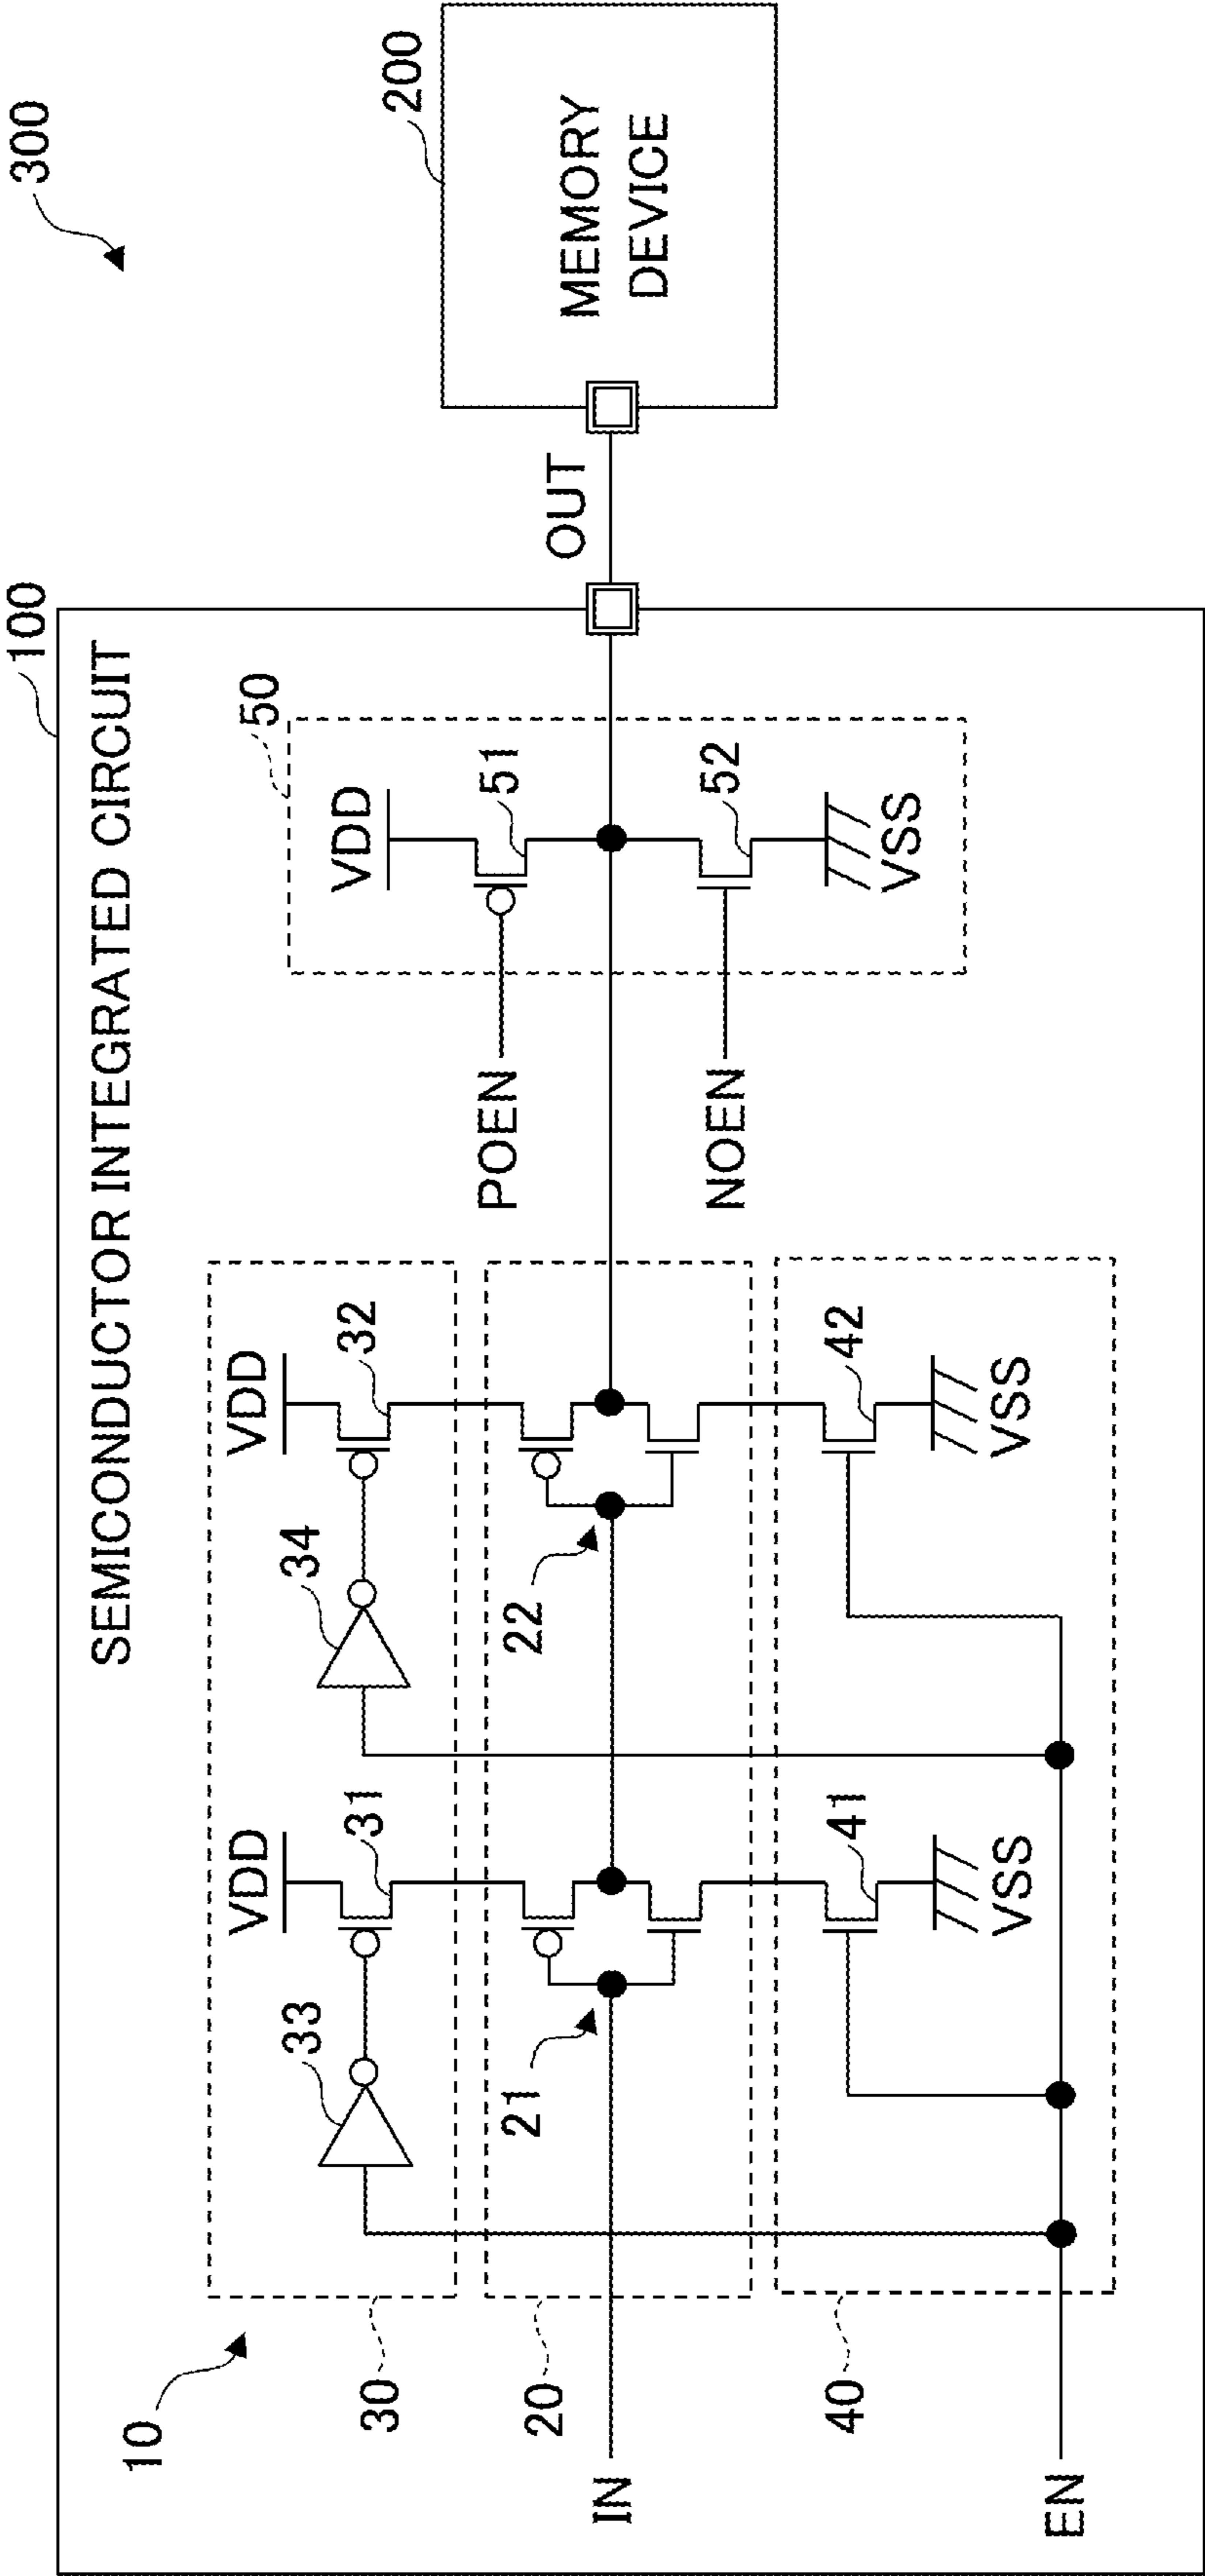 300
100
SEMICONDUCTOR INTEGRATED CIRCUIT
200
MEMORY
DEVICE
OUT
50
VDD
51
52
VSS
POEN
NOEN
10
30
VDD
31
33
VDD
32
34
20
21
22
IN
40
41
VSS
42
VSS
EN